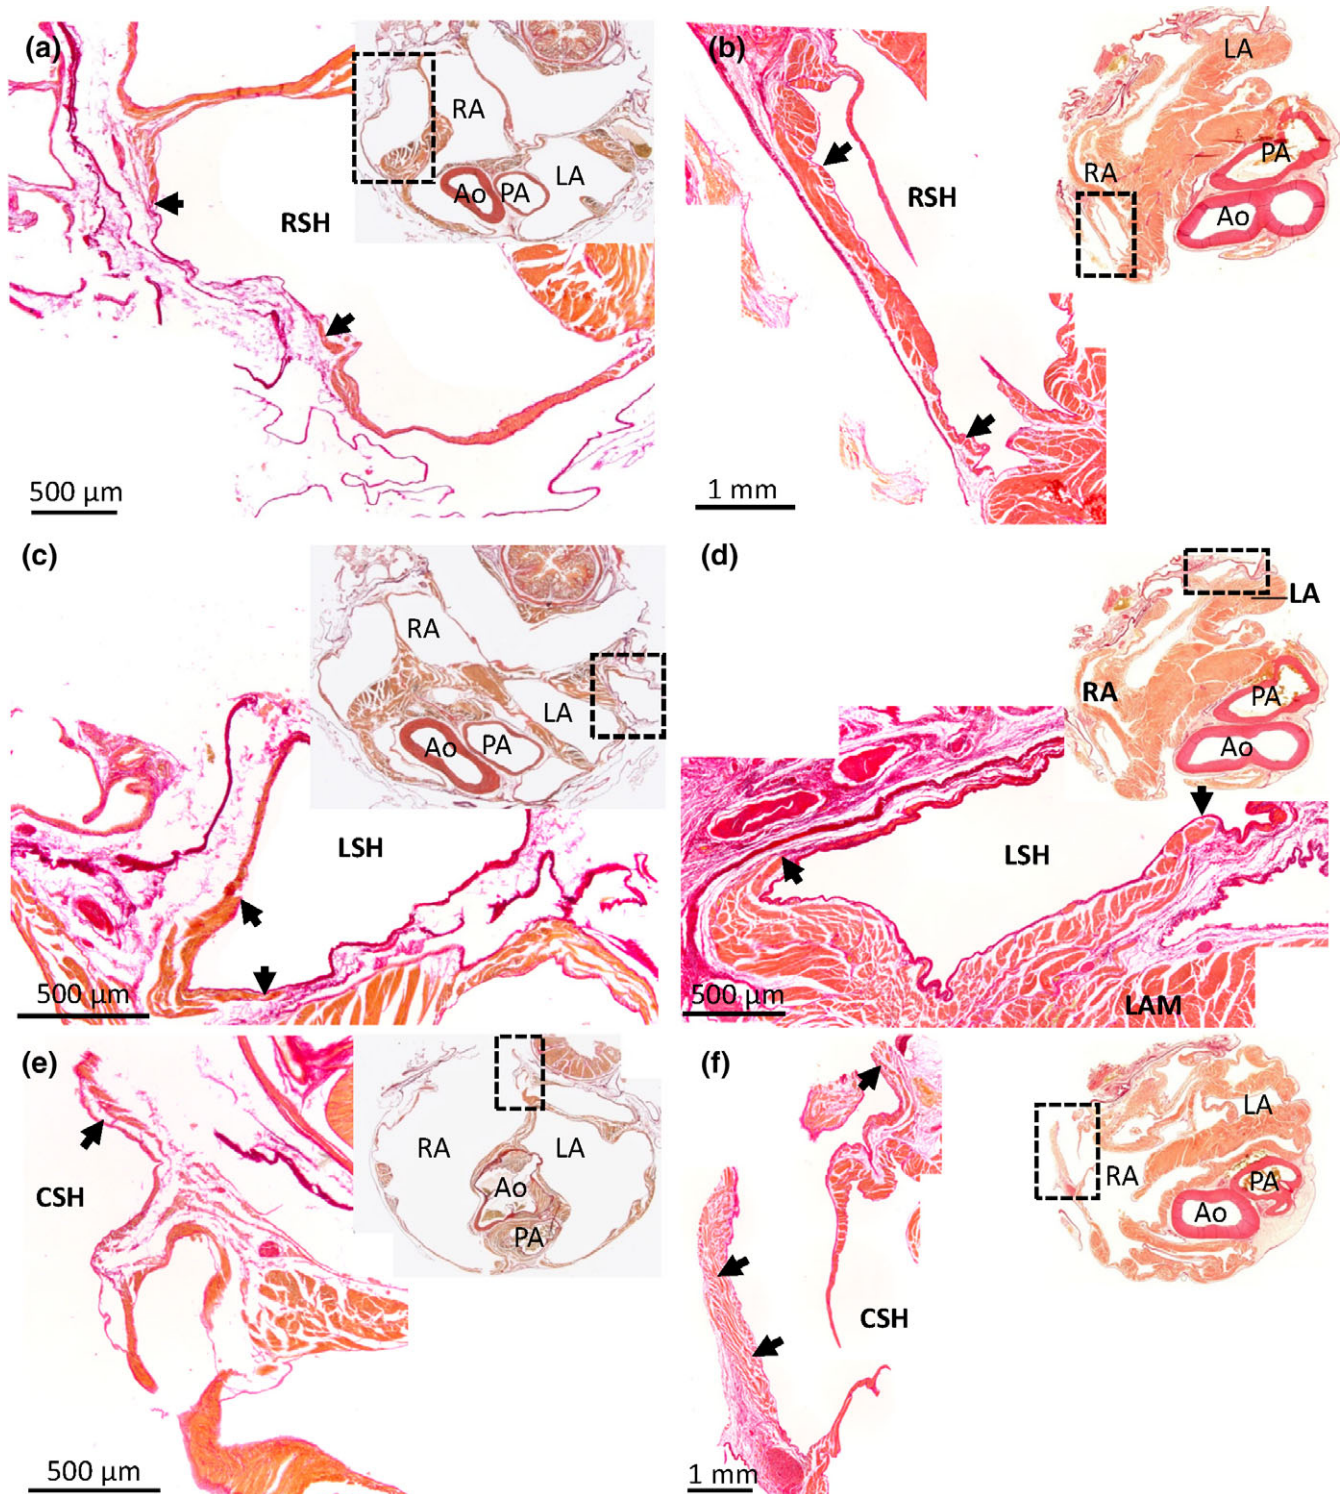 (a)
RA
LA
Ao
PA
RSH
500 µm
(b)
LA
PA
RA
Ao
RSH
1 mm
(c)
RA
LA
Ao
PA
LSH
500 µm
(d)
LA
RA
PA
Ao
LSH
LAM
500 µm
(e)
RA
LA
Ao
PA
CSH
500 µm
(f)
LA
RA
PA
Ao
CSH
1 mm